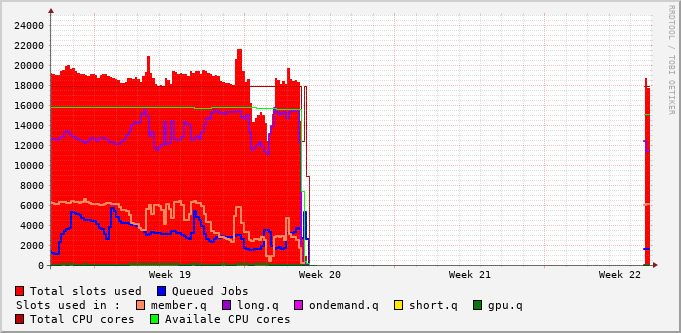 24000
22000
20000
18000
16000
14000
12000
10000
8000
6000
4000
2000
0
Week 19 Week 20 Week 21 Week 22
RRDTOOL / TOBI OETIKER
Total slots used Queued Jobs
Slots used in : member.q long.q ondemand.q short.q gpu.q
Total CPU cores Availale CPU cores